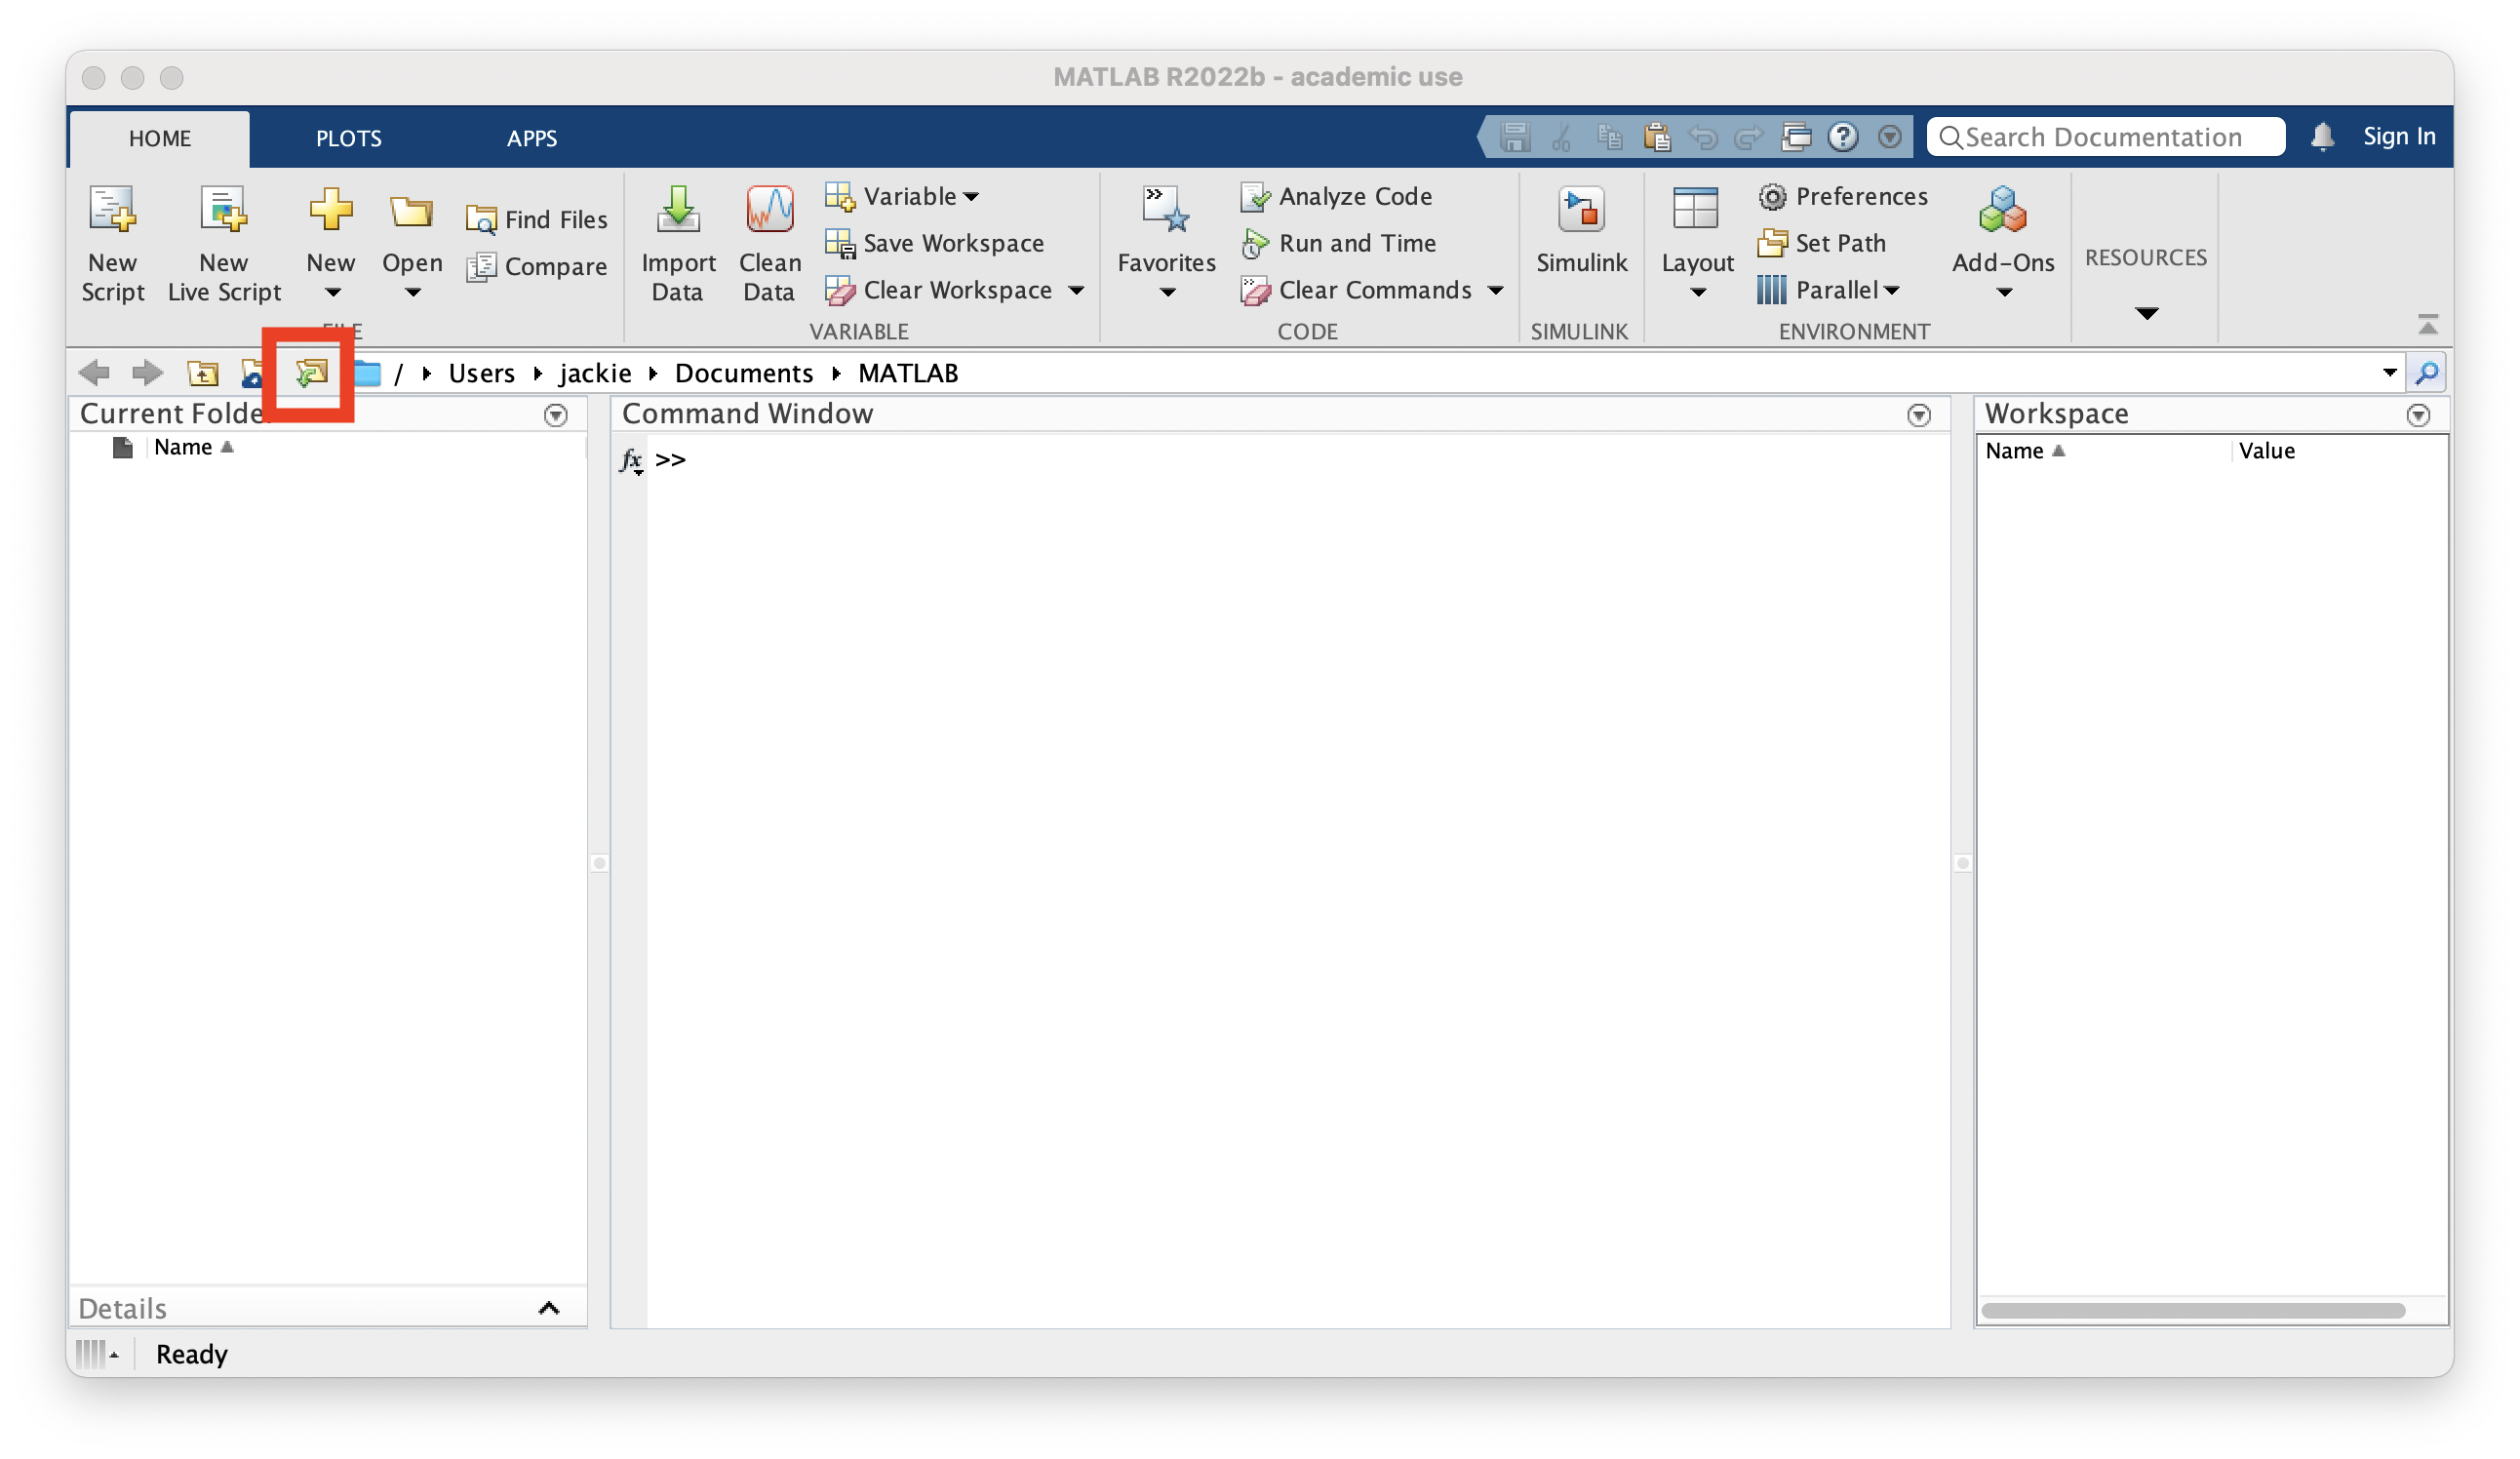 MATLAB R2022b - academic use
HOME PLOTS APPS Search Documentation Sign In
New Script
New Live Script
New
Open
Find Files
Compare
FILE
Import Data
Clean Data
Variable
Save Workspace
Clear Workspace
VARIABLE
Favorites
Analyze Code
Run and Time
Clear Commands
CODE
Simulink
SIMULINK
Layout
Preferences
Set Path
Parallel
Add-Ons
ENVIRONMENT
RESOURCES
/ Users jackie Documents MATLAB
Current Folder
Name
Command Window
fx >>
Workspace
Name Value
Details
Ready